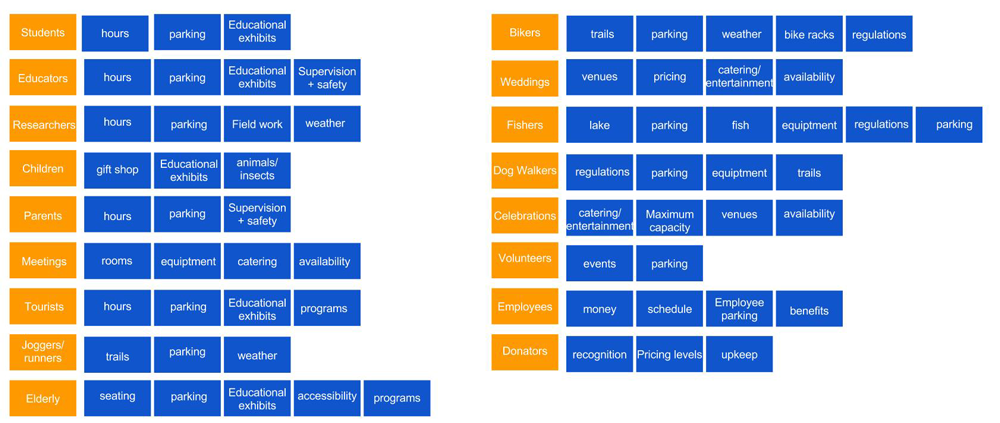 Students hours parking Educational exhibits
Educators hours parking Educational exhibits Supervision + safety
Researchers hours parking Field work weather
Children gift shop Educational exhibits animals/ insects
Parents hours parking Supervision + safety
Meetings rooms equiptment catering availability
Tourists hours parking Educational exhibits programs
Joggers/ runners trails parking weather
Elderly seating parking Educational exhibits accessibility programs
Bikers trails parking weather bike racks regulations
Weddings venues pricing catering/ entertainment availability
Fishers lake parking fish equiptment regulations parking
Dog Walkers regulations parking equiptment trails
Celebrations catering/ entertainment Maximum capacity venues availability
Volunteers events parking
Employees money schedule Employee parking benefits
Donators recognition Pricing levels upkeep